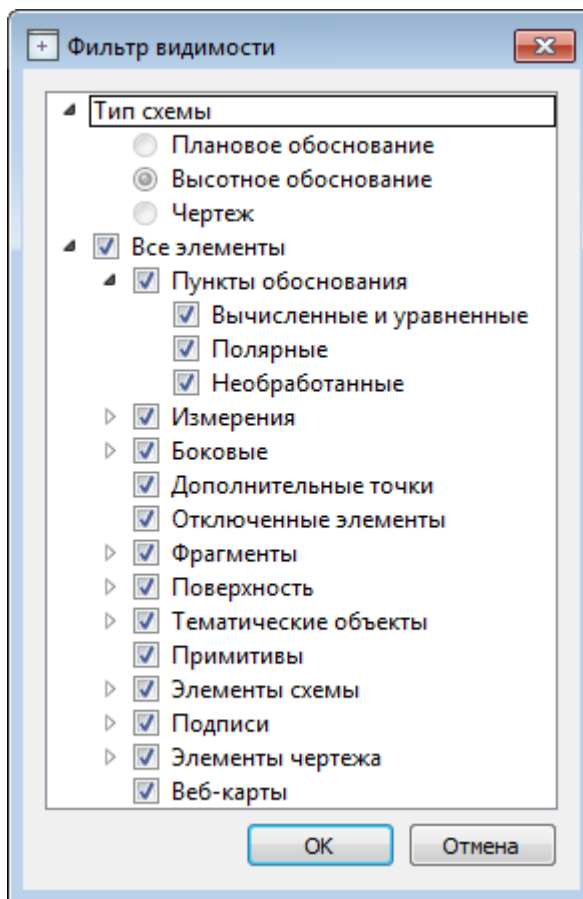 Фильтр видимости
Тип схемы
Плановое обоснование
Высотное обоснование
Чертеж
Все элементы
Пункты обоснования
Вычисленные и уравненные
Полярные
Необработанные
Измерения
Боковые
Дополнительные точки
Отключенные элементы
Фрагменты
Поверхность
Тематические объекты
Примитивы
Элементы схемы
Подписи
Элементы чертежа
Веб-карты
ОК Отмена